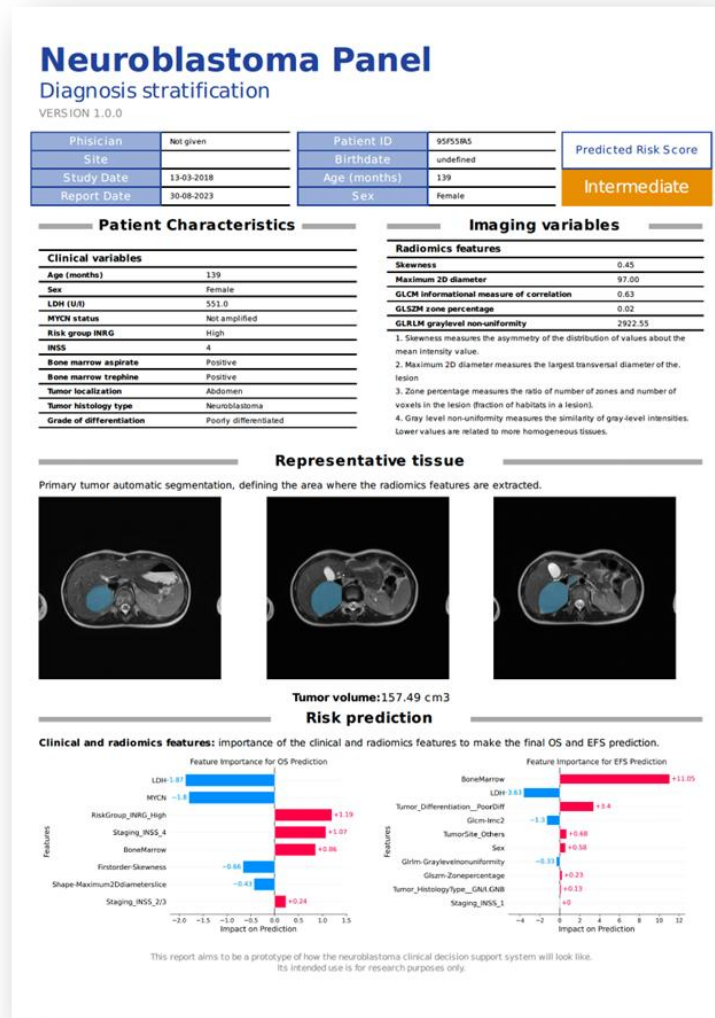 Neuroblastoma Panel
Diagnosis stratification
VERSION 1.0.0
Phisician Not given
Site
Study Date 13-03-2018
Report Date 30-08-2023
Patient ID 95F55FA5
Birthdate undefined
Age (months) 139
Sex Female
Predicted Risk Score
Intermediate
Patient Characteristics
Clinical variables
Age (months) 139
Sex Female
LDH (U/l) 551.0
MYCN status Not amplified
Risk group INRG High
INSS 4
Bone marrow aspirate Positive
Bone marrow trephine Positive
Tumor localization Abdomen
Tumor histology type Neuroblastoma
Grade of differentiation Poorly differentiated
Imaging variables
Radiomics features
Skewness 0.45
Maximum 2D diameter 97.00
GLCM informational measure of correlation 0.63
GLSZM zone percentage 0.02
GLRLM graylevel non-uniformity 2922.55
1. Skewness measures the asymmetry of the distribution of values about the
mean intensity value.
2. Maximum 2D diameter measures the largest transversal diameter of the.
lesion
3. Zone percentage measures the ratio of number of zones and number of
voxels in the lesion (fraction of habitats in a lesion).
4. Gray level non-uniformity measures the similarity of gray-level intensities.
Lower values are related to more homogeneous tissues.
Representative tissue
Primary tumor automatic segmentation, defining the area where the radiomics features are extracted.
Tumor volume:157.49 cm3
Risk prediction
Clinical and radiomics features: importance of the clinical and radiomics features to make the final OS and EFS prediction.
Feature Importance for OS Prediction
Features
LDH -1.87
MYCN −1.8
RiskGroup_INRG_High +1.19
Staging_INSS_4 +1.07
BoneMarrow +0.86
Firstorder-Skewness −0.66
Shape-Maximum2Ddiameterslice −0.43
Staging_INSS_2/3 +0.24
−2.0 −1.5 −1.0 −0.5 0.0 0.5 1.0 1.5
Impact on Prediction
Feature Importance for EFS Prediction
Features
BoneMarrow +11.05
LDH -3.63
Tumor_Differentiation__PoorDiff +3.4
Glcm-Imc2 −1.3
TumorSite_Others +0.68
Sex +0.58
Glrlm-Graylevelnonuniformity −0.33
Glszm-Zonepercentage +0.23
Tumor_HistologyType__GN/LGNB +0.13
Staging_INSS_1 +0
−4 −2 0 2 4 6 8 10 12
Impact on Prediction
This report aims to be a prototype of how the neuroblastoma clinical decision support system will look like.
Its intended use is for research purposes only.